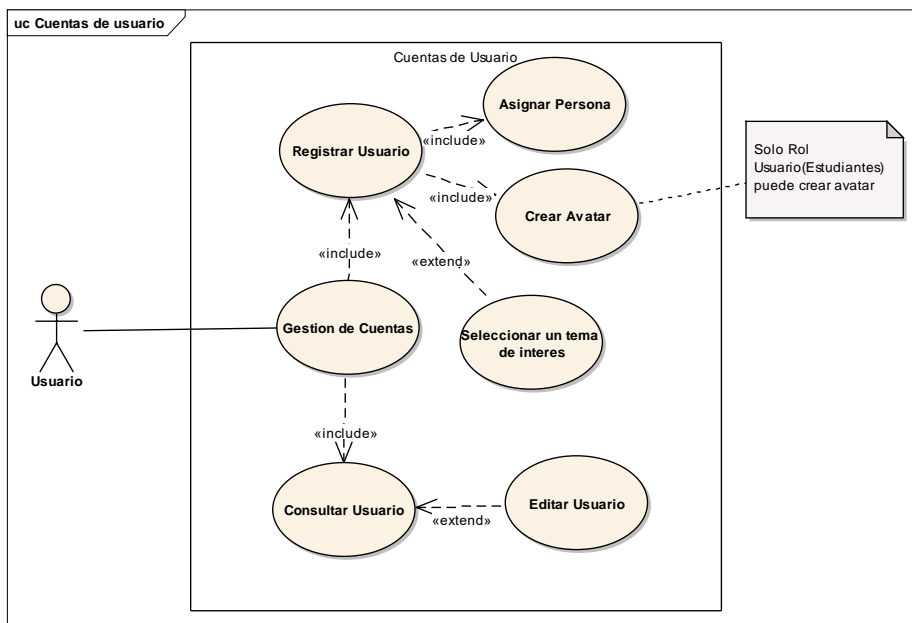 uc Cuentas de usuario
Cuentas de Usuario
Asignar Persona
Registrar Usuario
«include»
Solo Rol
Usuario(Estudiantes)
puede crear avatar
«include»
Crear Avatar
«include»
«extend»
Gestion de Cuentas
Seleccionar un tema
de interes
Usuario
«include»
Consultar Usuario
Editar Usuario
«extend»